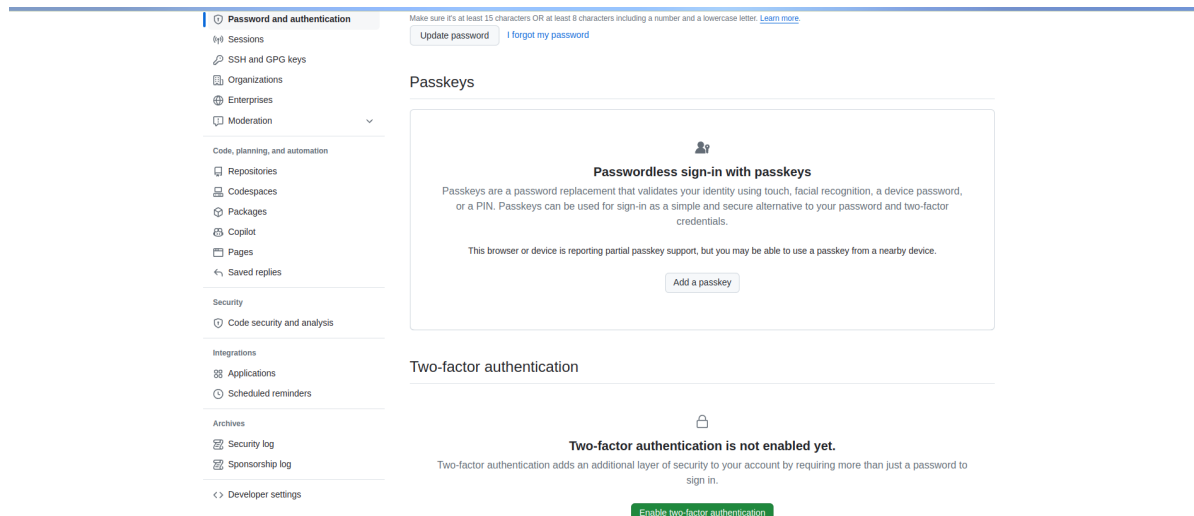 Password and authentication
Sessions
SSH and GPG keys
Organizations
Enterprises
Moderation
Code, planning, and automation
Repositories
Codespaces
Packages
Copilot
Pages
Saved replies
Security
Code security and analysis
Integrations
Applications
Scheduled reminders
Archives
Security log
Sponsorship log
Developer settings
Make sure it's at least 15 characters OR at least 8 characters including a number and a lowercase letter. Learn more.
Update password
I forgot my password
Passkeys
Passwordless sign-in with passkeys
Passkeys are a password replacement that validates your identity using touch, facial recognition, a device password,
or a PIN. Passkeys can be used for sign-in as a simple and secure alternative to your password and two-factor
credentials.
This browser or device is reporting partial passkey support, but you may be able to use a passkey from a nearby device.
Add a passkey
Two-factor authentication
Two-factor authentication is not enabled yet.
Two-factor authentication adds an additional layer of security to your account by requiring more than just a password to
sign in.
Enable two-factor authentication